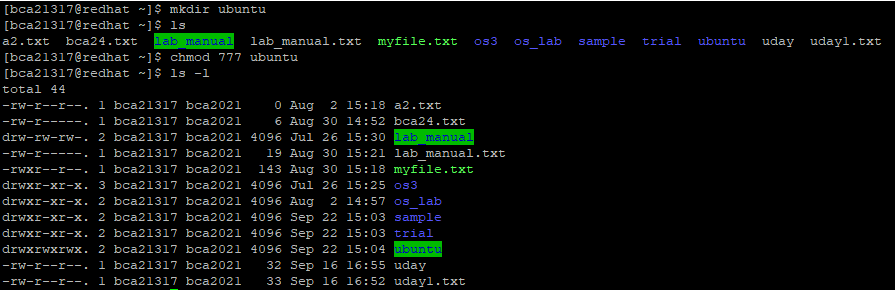 [bca21317@redhat ~]$ mkdir ubuntu
[bca21317@redhat ~]$ ls
a2.txt  bca24.txt  lab_manual  lab_manual.txt  myfile.txt  os3  os_lab  sample  trial  ubuntu  uday  uday1.txt
[bca21317@redhat ~]$ chmod 777 ubuntu
[bca21317@redhat ~]$ ls -l
total 44
-rw-r--r--. 1 bca21317 bca2021    0 Aug  2 15:18 a2.txt
-rw-r-----. 1 bca21317 bca2021    6 Aug 30 14:52 bca24.txt
drw-rw-rw-. 2 bca21317 bca2021 4096 Jul 26 15:30 lab_manual
-rw-r-----. 1 bca21317 bca2021   19 Aug 30 15:21 lab_manual.txt
-rwxr--r--. 1 bca21317 bca2021  143 Aug 30 15:18 myfile.txt
drwxr-xr-x. 3 bca21317 bca2021 4096 Jul 26 15:25 os3
drwxr-xr-x. 2 bca21317 bca2021 4096 Aug  2 14:57 os_lab
drwxr-xr-x. 2 bca21317 bca2021 4096 Sep 22 15:03 sample
drwxr-xr-x. 2 bca21317 bca2021 4096 Sep 22 15:03 trial
drwxrwxrwx. 2 bca21317 bca2021 4096 Sep 22 15:04 ubuntu
-rw-r--r--. 1 bca21317 bca2021   32 Sep 16 16:55 uday
-rw-r--r--. 1 bca21317 bca2021   33 Sep 16 16:52 uday1.txt